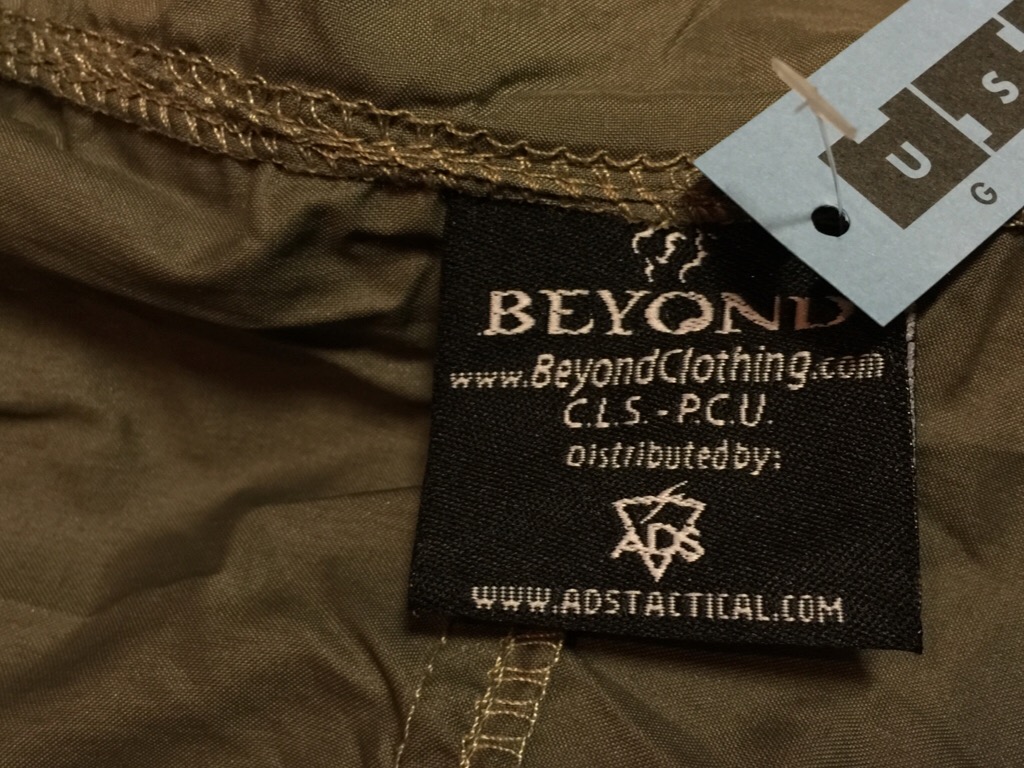 BEYOND
www.BeyondClothing.com
C.L.S. - P.C.U.
Distributed by:
ADS
WWW.ADSTACTICAL.COM
U S
G